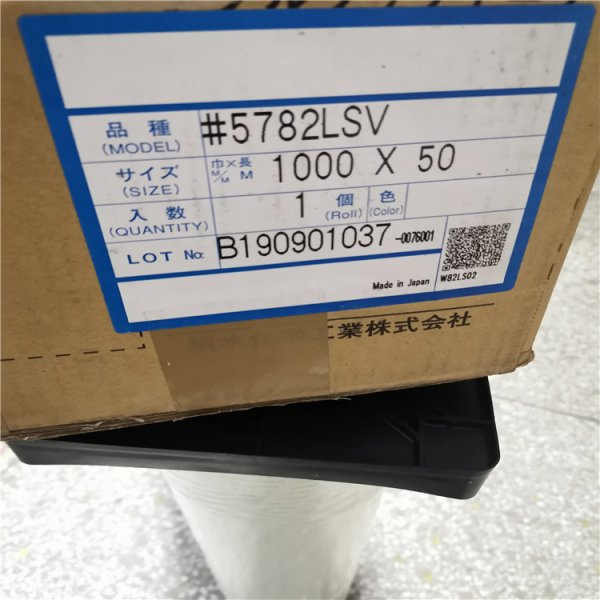 品種 #5782LSV
(MODEL)
サイズ 巾×長 1000 X 50
(SIZE) M/M M
入数 1 個 色
(QUANTITY) (Roll) (Color)
LOT No: B190901037-0076001
Made in Japan W82LS02
工業株式会社